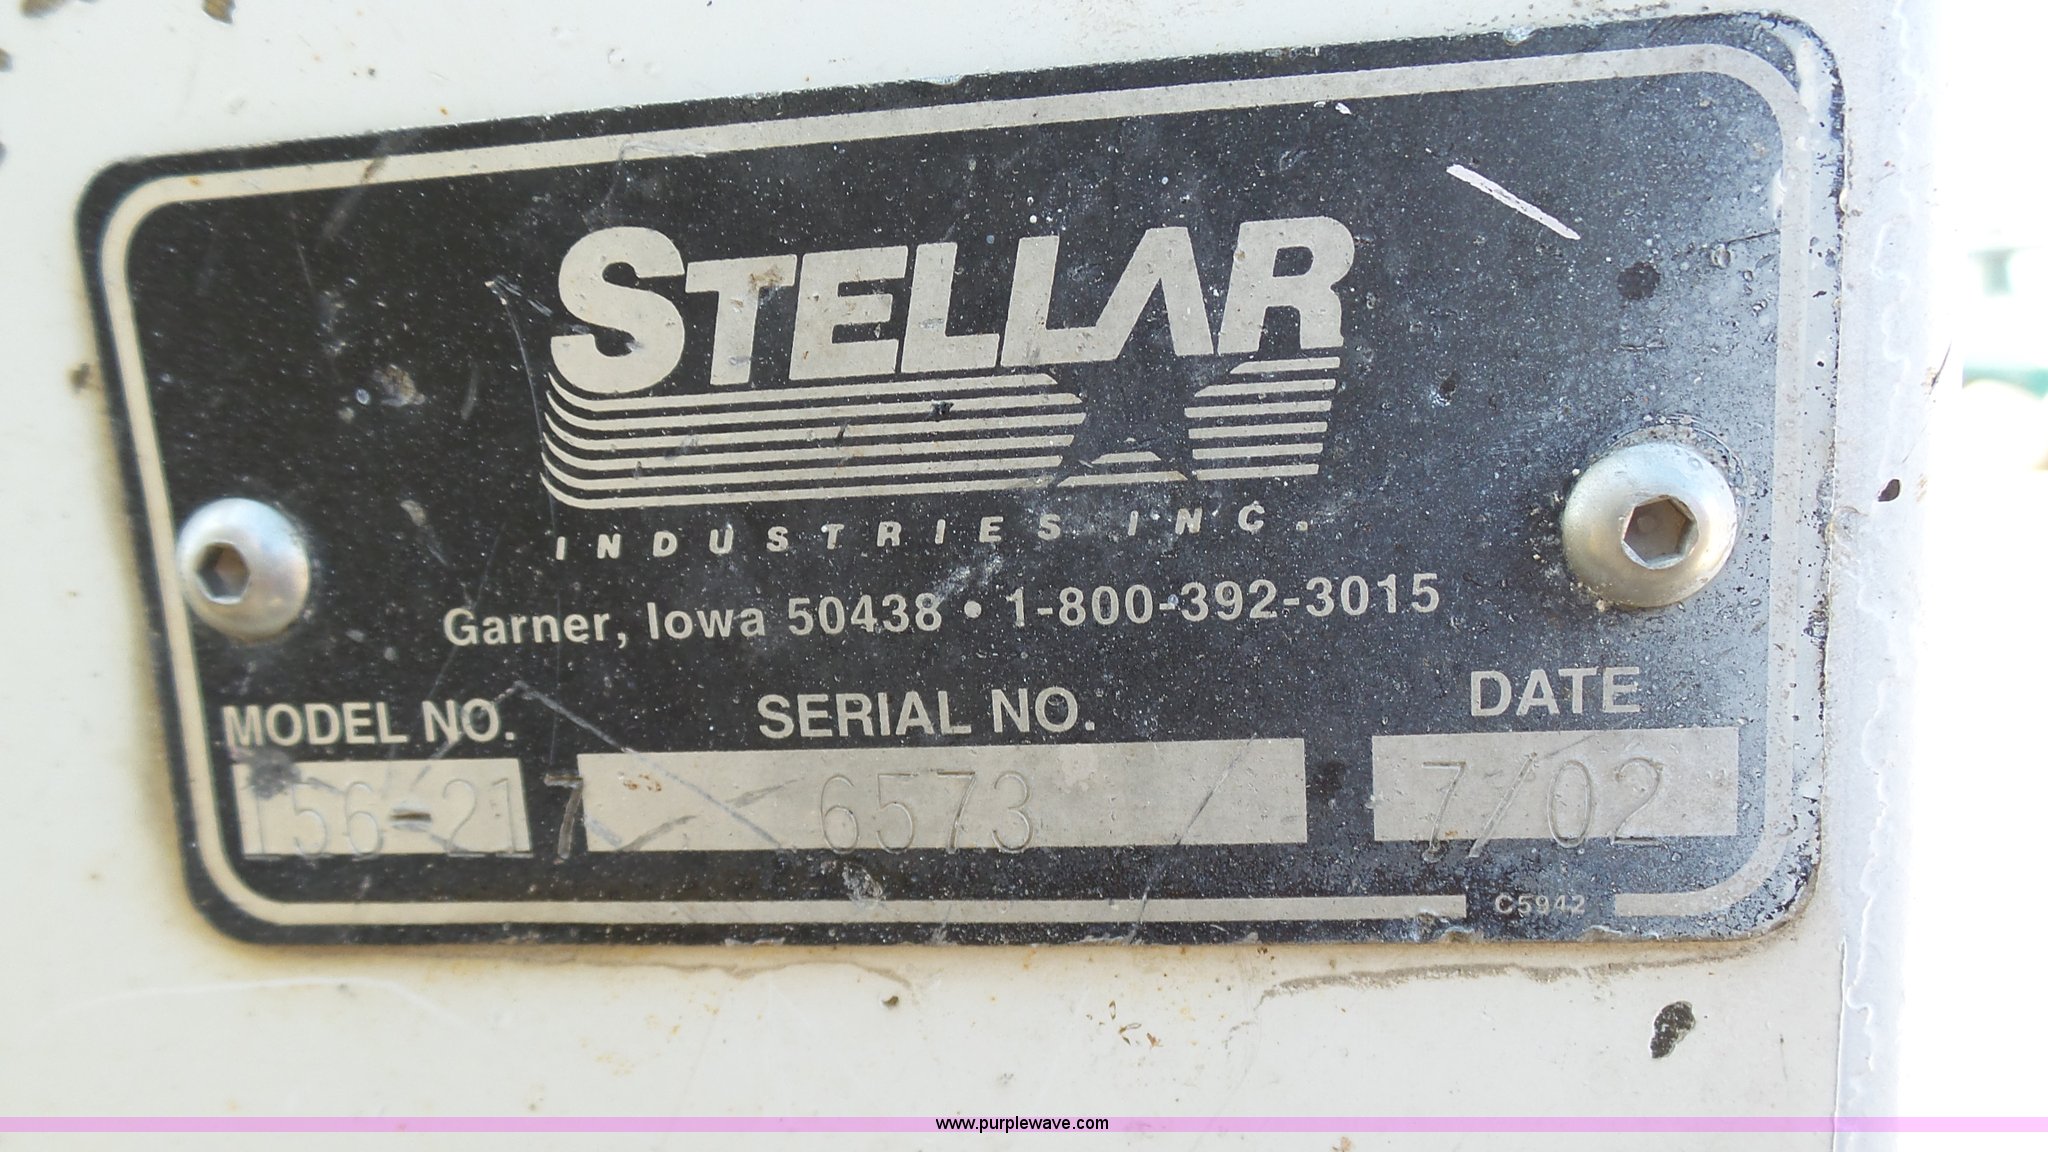 STELLAR
INDUSTRIES INC.
Garner, Iowa 50438 • 1-800-392-3015
MODEL NO. SERIAL NO. DATE
156-217 6573 7/02
C5942
www.purplewave.com